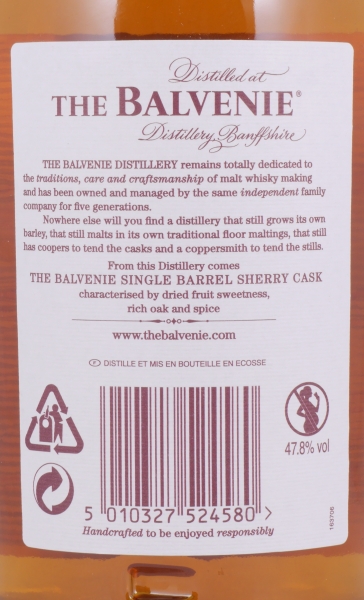 Distilled at
THE BALVENIE®
Distillery Banffshire
THE BALVENIE DISTILLERY remains totally dedicated to
the traditions, care and craftsmanship of malt whisky making
and has been owned and managed by the same independent family
company for five generations.
Nowhere else will you find a distillery that still grows its own
barley, that still malts in its own traditional floor maltings, that still
has coopers to tend the casks and a coppersmith to tend the stills.
From this Distillery comes
THE BALVENIE SINGLE BARREL SHERRY CASK
characterised by dried fruit sweetness,
rich oak and spice
www.thebalvenie.com
F DISTILLE ET MIS EN BOUTEILLE EN ECOSSE
47.8% vol
5 010327 524580 >
Handcrafted to be enjoyed responsibly
163706